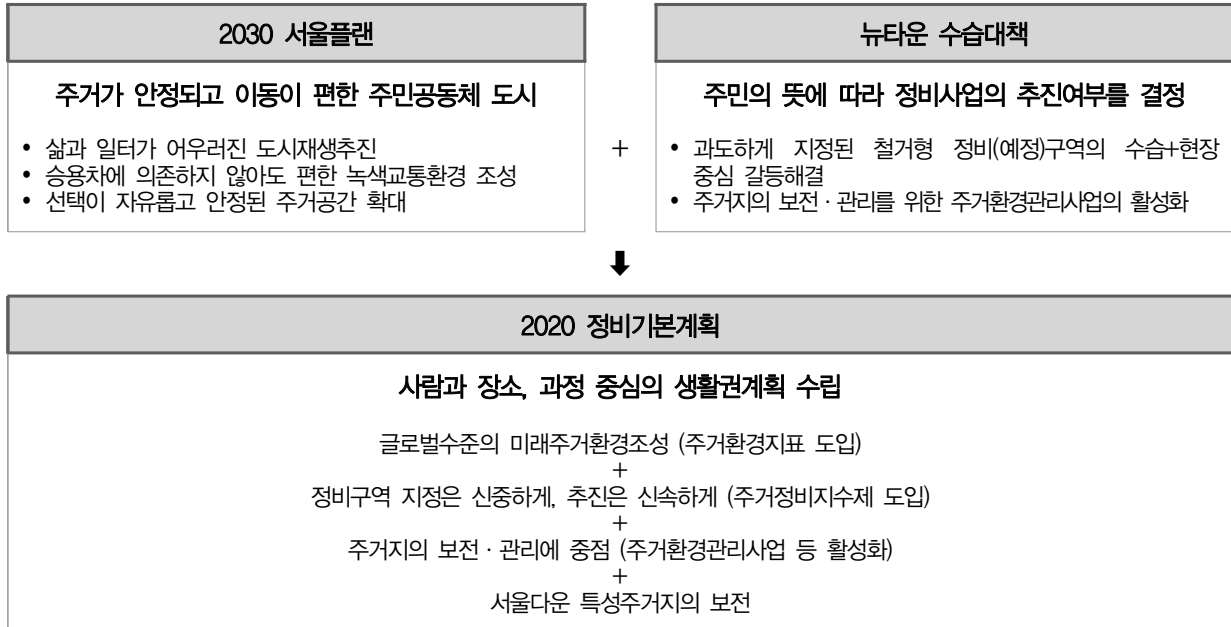 2030 서울플랜
주거가 안정되고 이동이 편한 주민공동체 도시
• 삶과 일터가 어우러진 도시재생추진
• 승용차에 의존하지 않아도 편한 녹색교통환경 조성
• 선택이 자유롭고 안정된 주거공간 확대
+
뉴타운 수습대책
주민의 뜻에 따라 정비사업의 추진여부를 결정
• 과도하게 지정된 철거형 정비(예정)구역의 수습+현장
중심 갈등해결
• 주거지의 보전·관리를 위한 주거환경관리사업의 활성화
⬇
2020 정비기본계획
사람과 장소, 과정 중심의 생활권계획 수립
글로벌수준의 미래주거환경조성 (주거환경지표 도입)
+
정비구역 지정은 신중하게, 추진은 신속하게 (주거정비지수제 도입)
+
주거지의 보전·관리에 중점 (주거환경관리사업 등 활성화)
+
서울다운 특성주거지의 보전